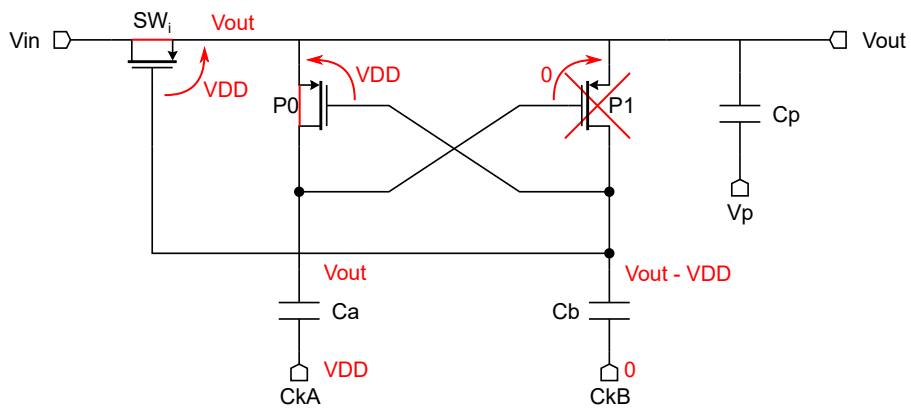 SWi
Vout
Vin
Vout
VDD
VDD
0
P0
P1
Cp
Vp
Vout
Vout - VDD
Ca
Cb
VDD
0
CkA
CkB